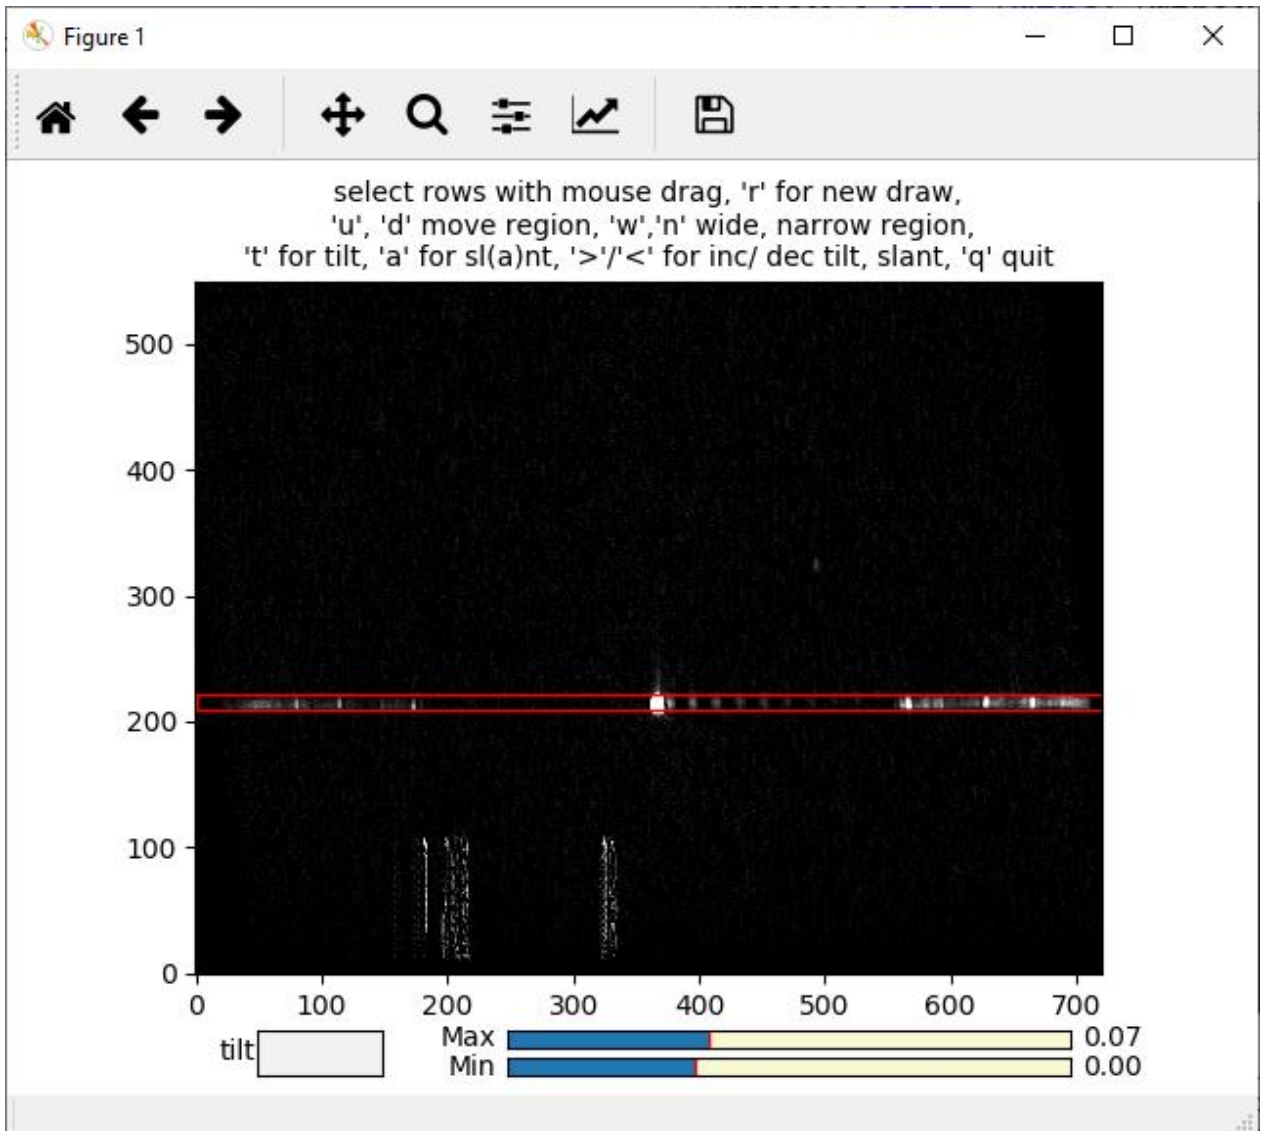 Figure 1
select rows with mouse drag, 'r' for new draw,
'u', 'd' move region, 'w','n' wide, narrow region,
't' for tilt, 'a' for sl(a)nt, '>'/'<' for inc/ dec tilt, slant, 'q' quit
500
400
300
200
100
0
0 100 200 300 400 500 600 700
tilt
Max 0.07
Min 0.00